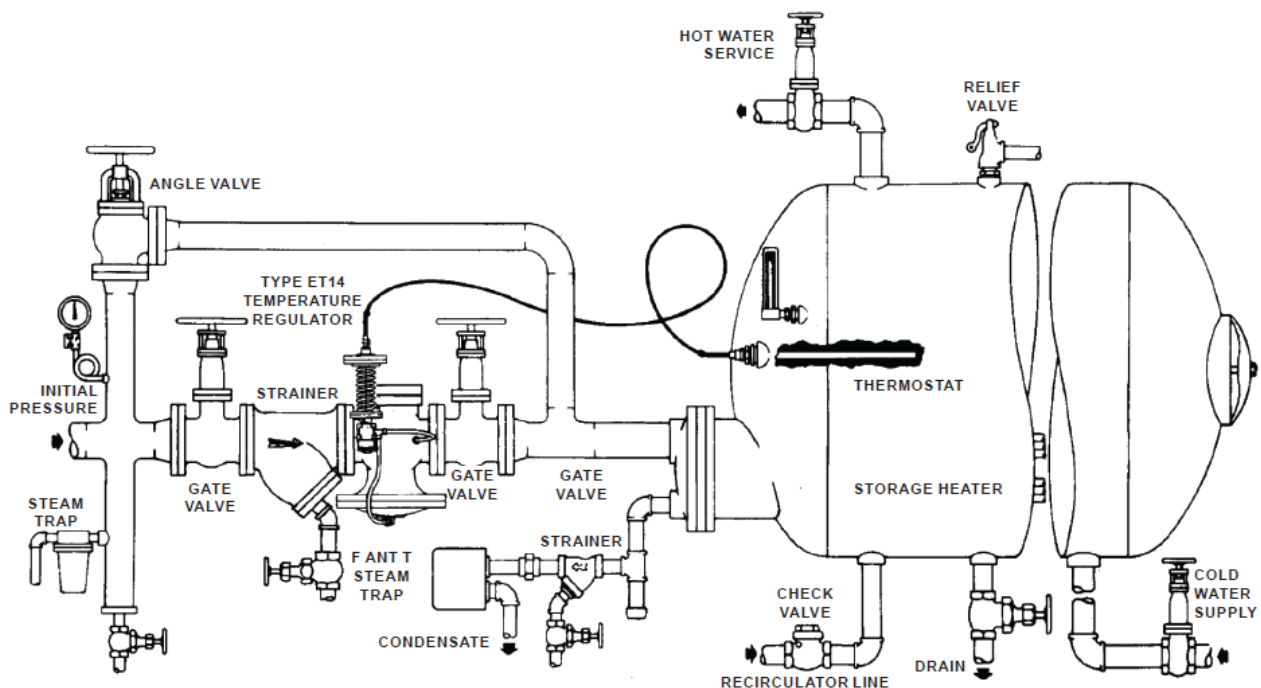 HOT WATER
SERVICE
RELIEF
VALVE
ANGLE VALVE
TYPE ET14
TEMPERATURE
REGULATOR
INITIAL
PRESSURE
STRAINER
THERMOSTAT
GATE
VALVE
GATE
VALVE
GATE
VALVE
STORAGE HEATER
STEAM
TRAP
F ANT T
STEAM
TRAP
STRAINER
CONDENSATE
CHECK
VALVE
COLD
WATER
SUPPLY
DRAIN
RECIRCULATOR LINE